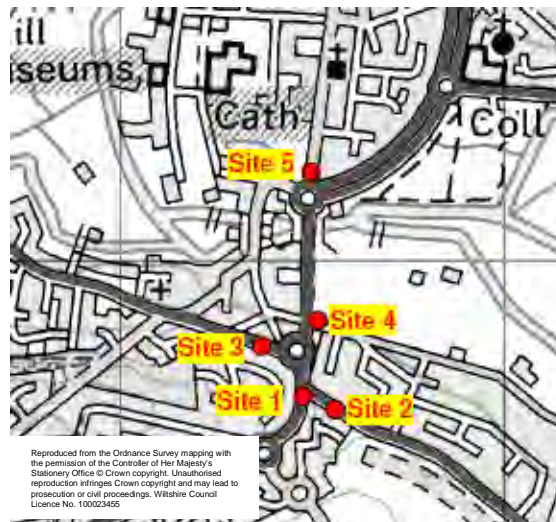 ill
useums
Cath
Coll
Site 5
Site 4
Site 3
Site 1
Site 2
Reproduced from the Ordnance Survey mapping with
the permission of the Controller of Her Majesty's
Stationery Office © Crown copyright. Unauthorised
reproduction infringes Crown copyright and may lead to
prosecution or civil proceedings. Wiltshire Council
Licence No. 100023455